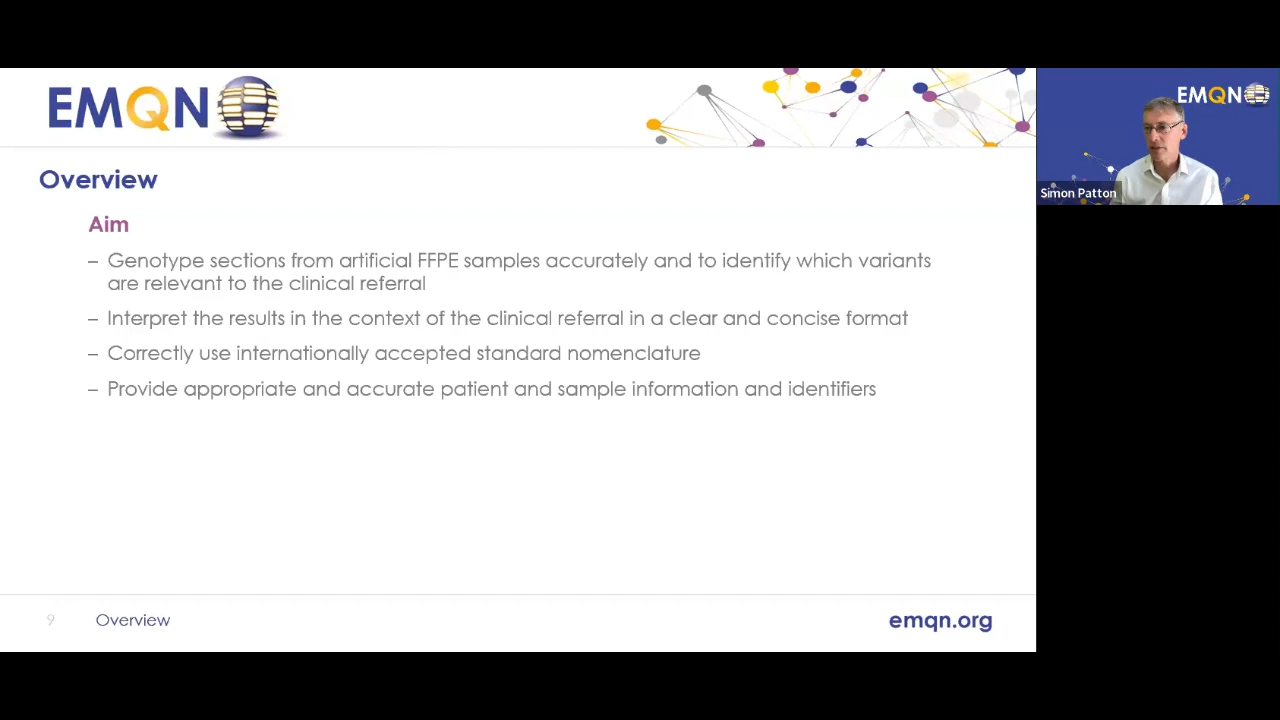 EMQN
EMQN
Simon Patton
Overview
Aim
– Genotype sections from artificial FFPE samples accurately and to identify which variants
are relevant to the clinical referral
– Interpret the results in the context of the clinical referral in a clear and concise format
– Correctly use internationally accepted standard nomenclature
– Provide appropriate and accurate patient and sample information and identifiers
9 Overview
emqn.org